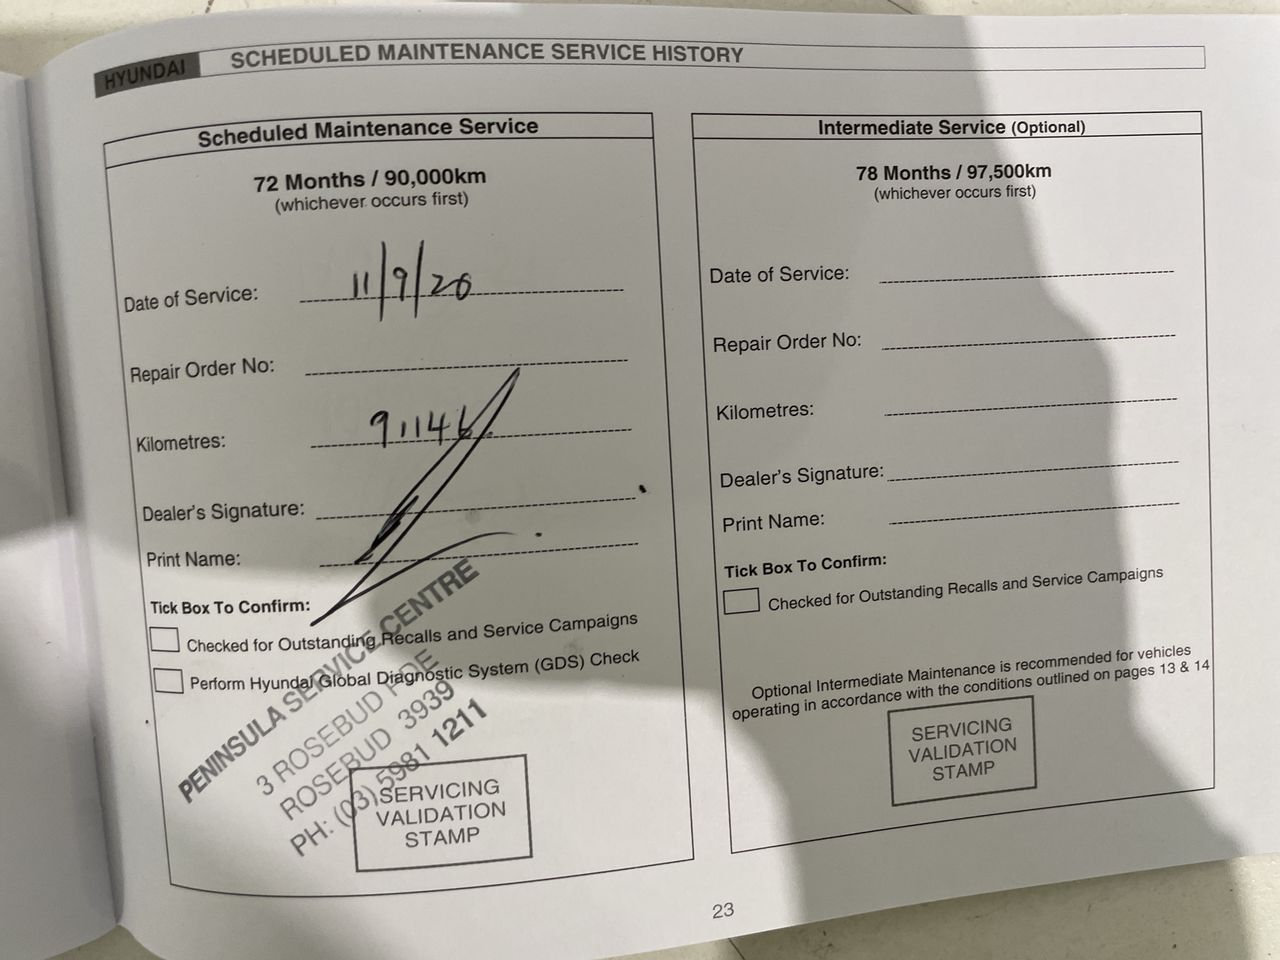 HYUNDAI
SCHEDULED MAINTENANCE SERVICE HISTORY
Scheduled Maintenance Service
72 Months / 90,000km
(whichever occurs first)
Date of Service: 11/9/20
Repair Order No:
Kilometres: 91146
Dealer's Signature:
Print Name:
Tick Box To Confirm:
Checked for Outstanding Recalls and Service Campaigns
Perform Hyundai Global Diagnostic System (GDS) Check
PENINSULA SERVICE CENTRE
3 ROSEBUD PDE
ROSEBUD 3939
PH: (03) 5981 1211
SERVICING
VALIDATION
STAMP
Intermediate Service (Optional)
78 Months / 97,500km
(whichever occurs first)
Date of Service:
Repair Order No:
Kilometres:
Dealer's Signature:
Print Name:
Tick Box To Confirm:
Checked for Outstanding Recalls and Service Campaigns
Optional Intermediate Maintenance is recommended for vehicles
operating in accordance with the conditions outlined on pages 13 & 14
SERVICING
VALIDATION
STAMP
23